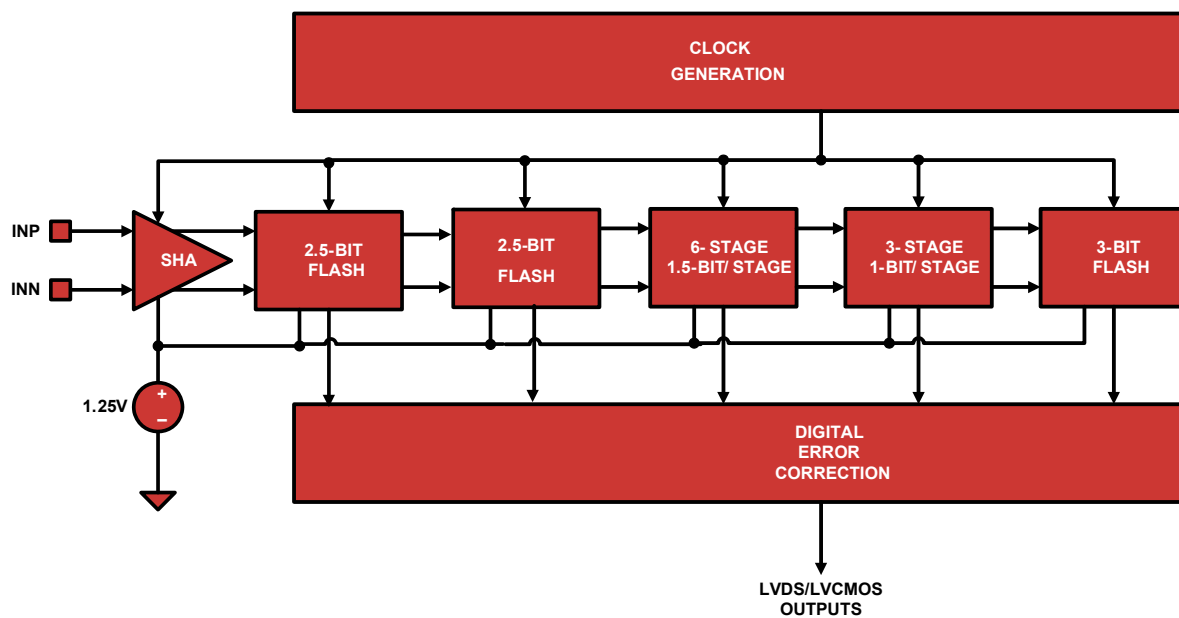 CLOCK
GENERATION
INP
INN
SHA
2.5-BIT
FLASH
2.5-BIT
FLASH
6- STAGE
1.5-BIT/ STAGE
3- STAGE
1-BIT/ STAGE
3-BIT
FLASH
1.25V
+
−
DIGITAL
ERROR
CORRECTION
LVDS/LVCMOS
OUTPUTS